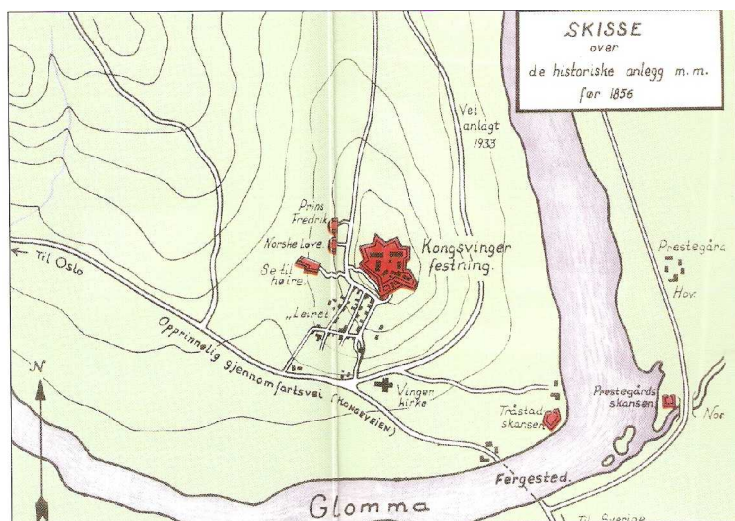 SKISSE
over
de historiske anlegg m.m.
før 1856
Vei
anlagt
1933
Prins
Fredrik
Norske Løve.
Kongsvinger
festning.
Se til
høire.
← Til Oslo
"Leiret"
Opprinnelig gjennomfartsvei (KONGEVEIEN)
Vinger
kirke
Prestegård
Hov.
Prestegårds
skansen
Tråstad
skansen
Nor
N
Fergested.
Glomma
Til Sverige